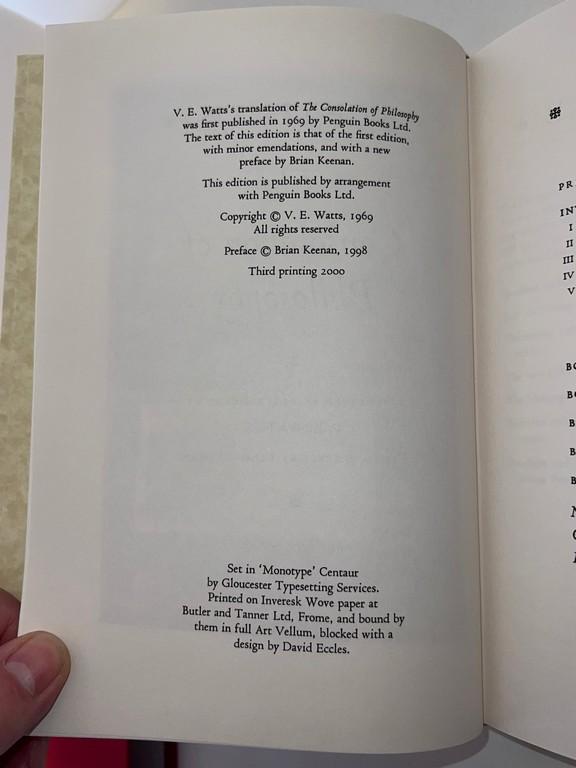 V. E. Watts's translation of The Consolation of Philosophy
was first published in 1969 by Penguin Books Ltd.
The text of this edition is that of the first edition,
with minor emendations, and with a new
preface by Brian Keenan.
This edition is published by arrangement
with Penguin Books Ltd.
Copyright © V. E. Watts, 1969
All rights reserved
Preface © Brian Keenan, 1998
Third printing 2000
Set in 'Monotype' Centaur
by Gloucester Typesetting Services.
Printed on Inveresk Wove paper at
Butler and Tanner Ltd, Frome, and bound by
them in full Art Vellum, blocked with a
design by David Eccles.
I
II
III
IV
V